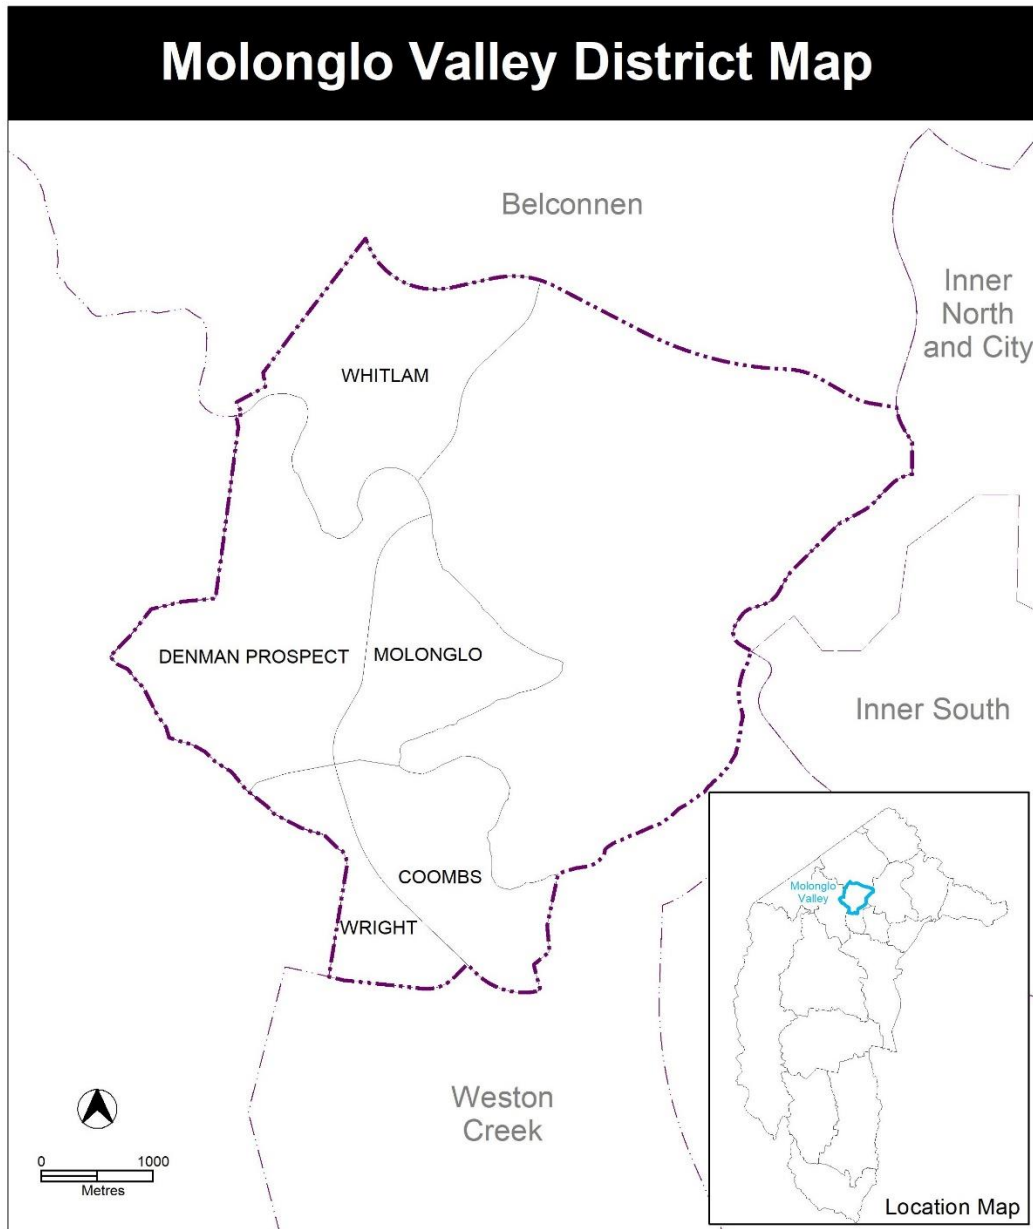 Molonglo Valley District Map
Belconnen
Inner
North
and City
WHITLAM
DENMAN PROSPECT
MOLONGLO
Inner South
COOMBS
WRIGHT
Weston
Creek
0 1000
Metres
Molonglo
Valley
Location Map